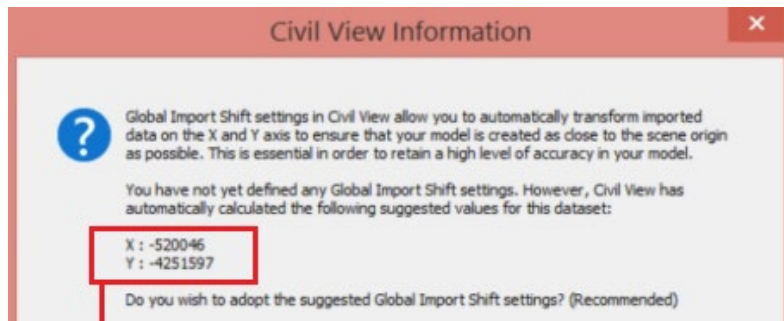 Civil View Information
Global Import Shift settings in Civil View allow you to automatically transform imported
data on the X and Y axis to ensure that your model is created as close to the scene origin
as possible. This is essential in order to retain a high level of accuracy in your model.
You have not yet defined any Global Import Shift settings. However, Civil View has
automatically calculated the following suggested values for this dataset:
X : -520046
Y : -4251597
Do you wish to adopt the suggested Global Import Shift settings? (Recommended)